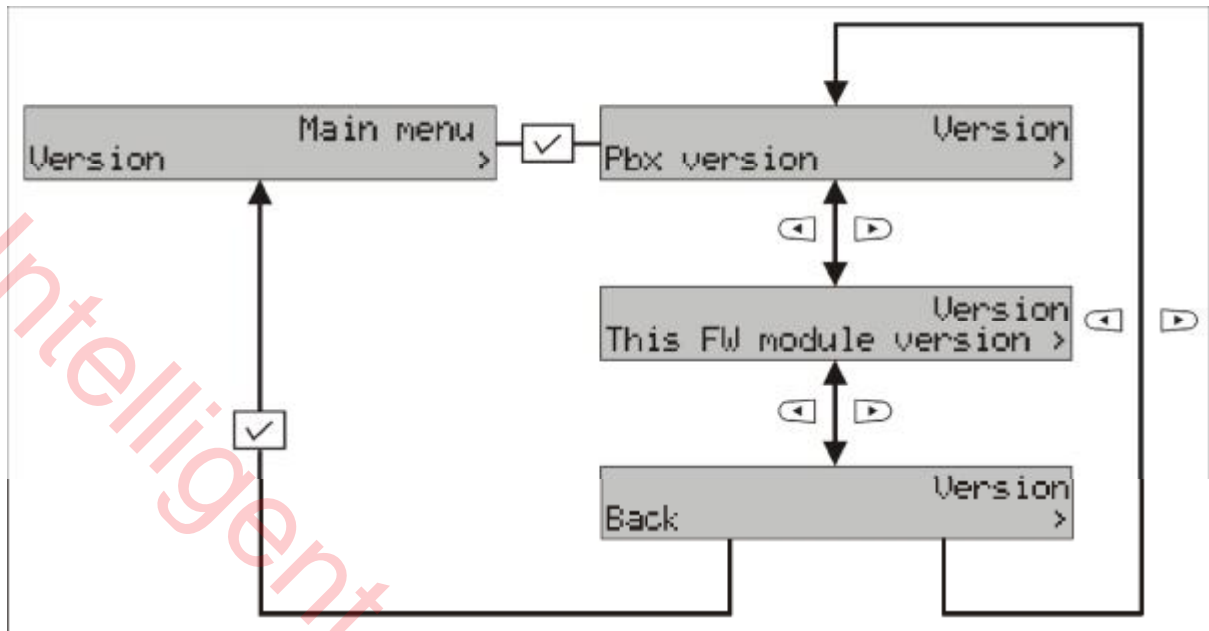 Main menu
Version >
Version
Pbx version >
Version
This FW module version >
Version
Back >
Intelligent